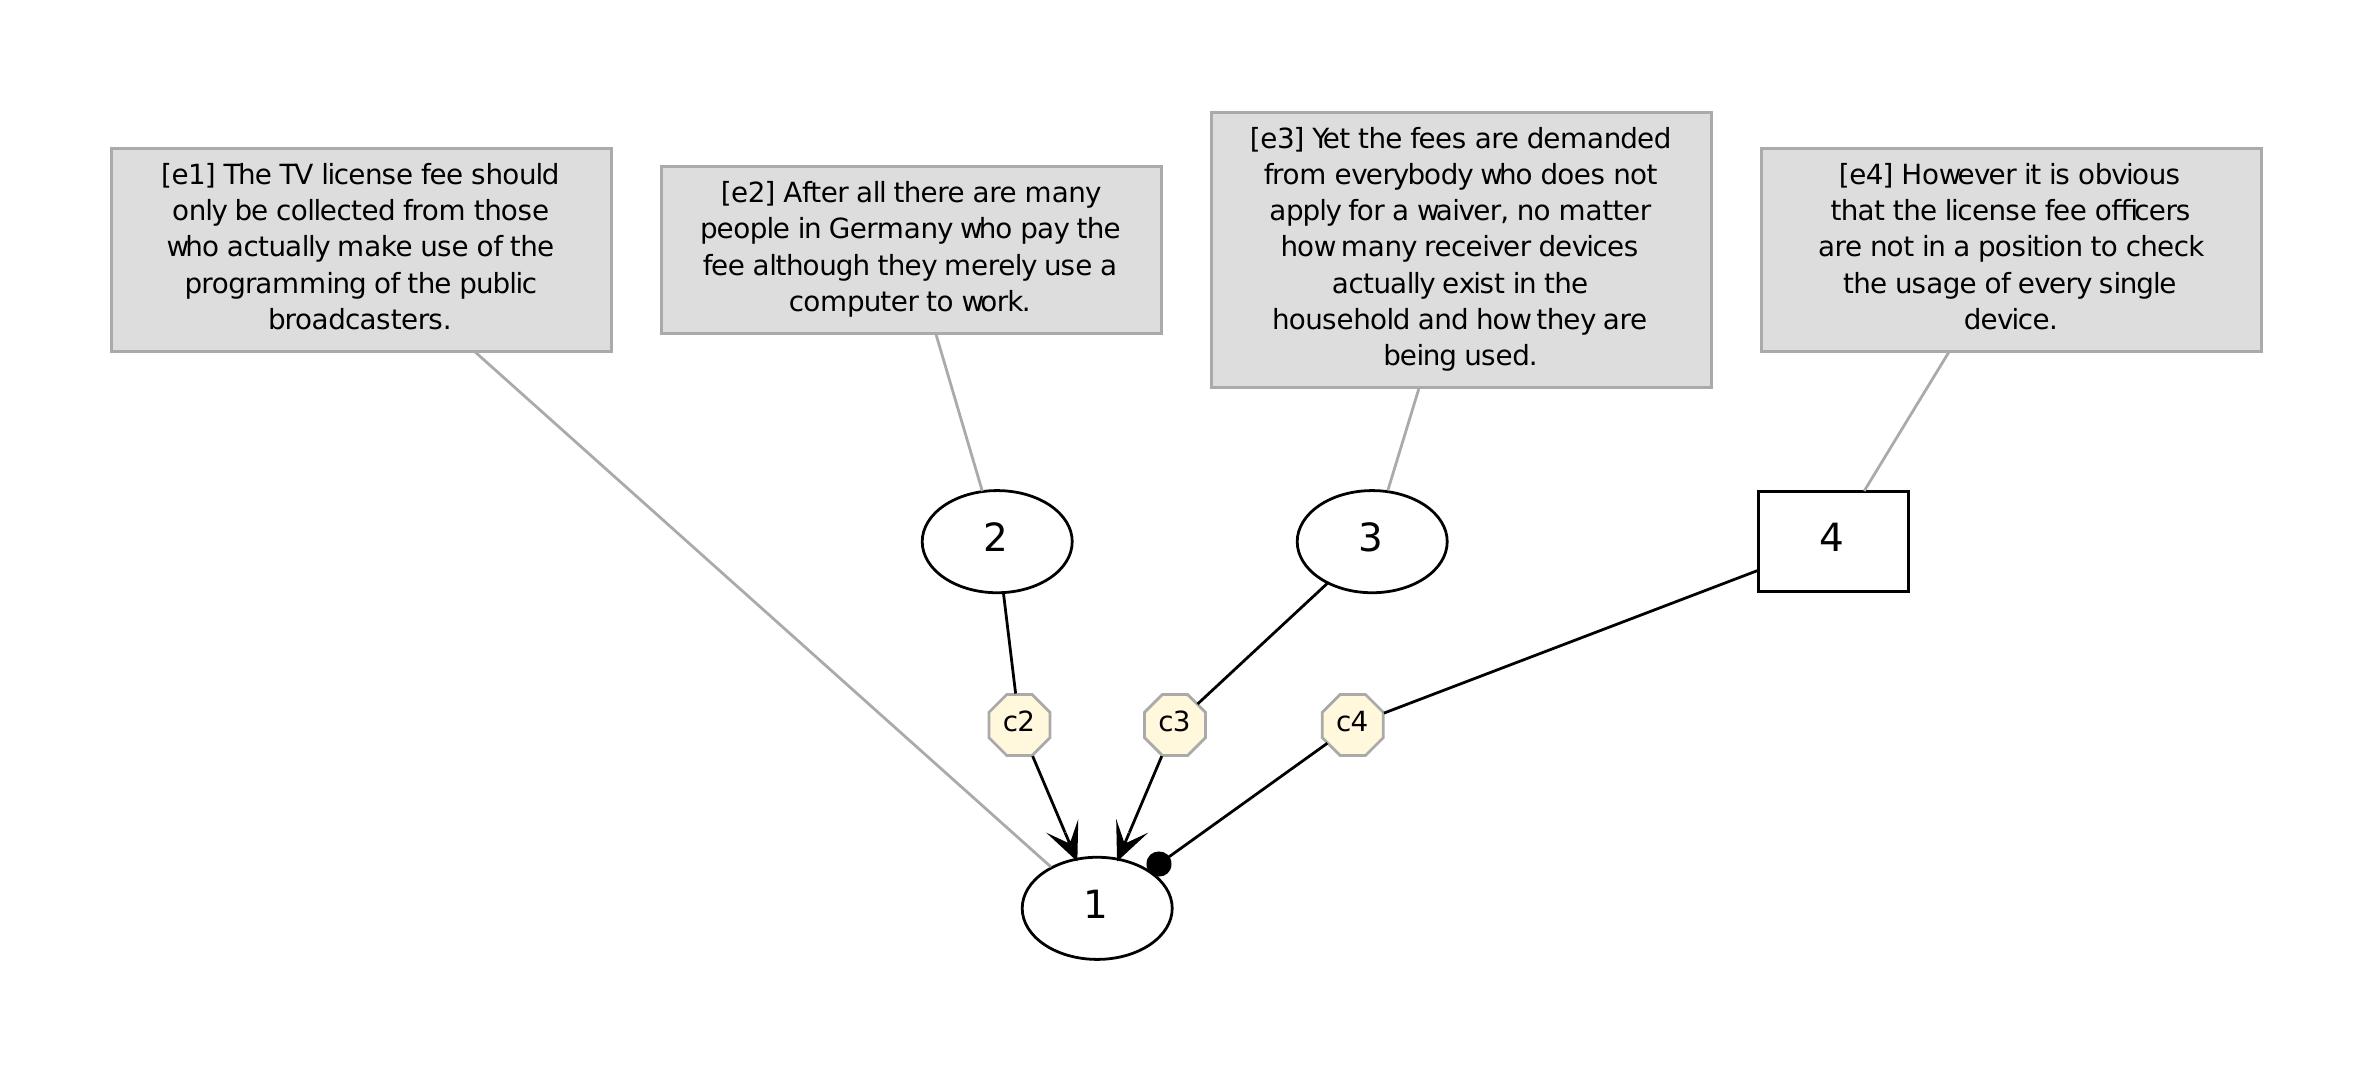 [e1] The TV license fee should
only be collected from those
who actually make use of the
programming of the public
broadcasters.
[e2] After all there are many
people in Germany who pay the
fee although they merely use a
computer to work.
[e3] Yet the fees are demanded
from everybody who does not
apply for a waiver, no matter
how many receiver devices
actually exist in the
household and how they are
being used.
[e4] However it is obvious
that the license fee officers
are not in a position to check
the usage of every single
device.
2
3
4
c2
c3
c4
1